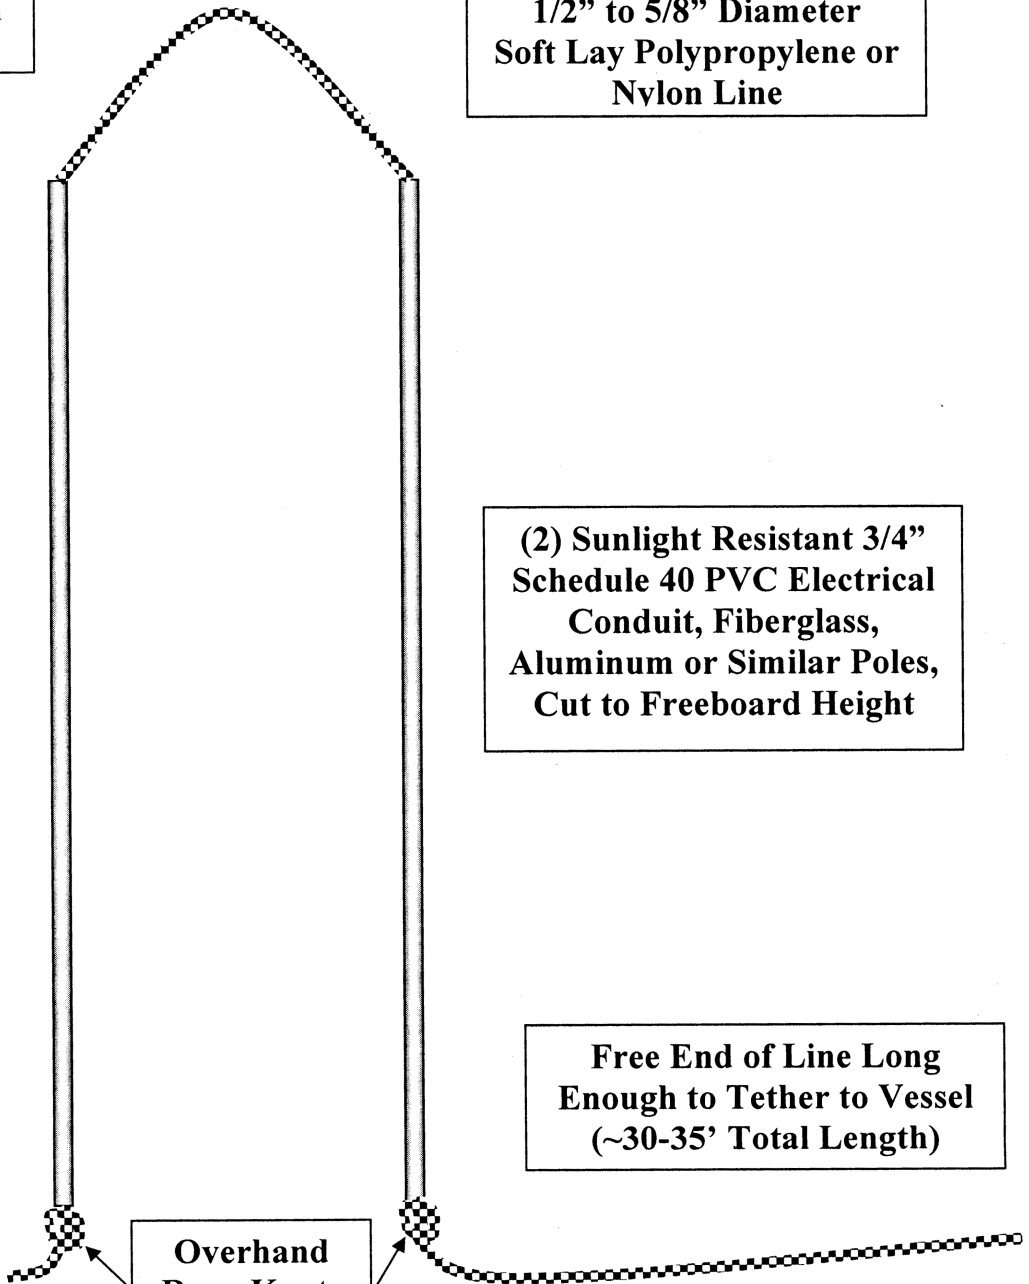 1/2” to 5/8” Diameter
Soft Lay Polypropylene or
Nylon Line
(2) Sunlight Resistant 3/4”
Schedule 40 PVC Electrical
Conduit, Fiberglass,
Aluminum or Similar Poles,
Cut to Freeboard Height
Free End of Line Long
Enough to Tether to Vessel
(~30-35’ Total Length)
Overhand